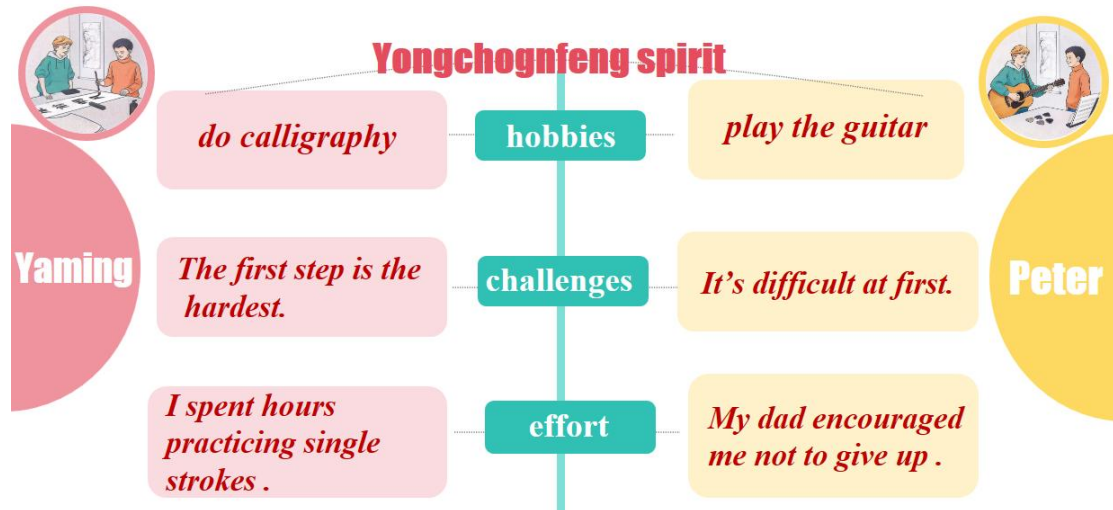 Yongchognfeng spirit
do calligraphy
hobbies
play the guitar
Yaming
The first step is the
hardest.
challenges
It's difficult at first.
Peter
I spent hours
practicing single
strokes .
effort
My dad encouraged
me not to give up .